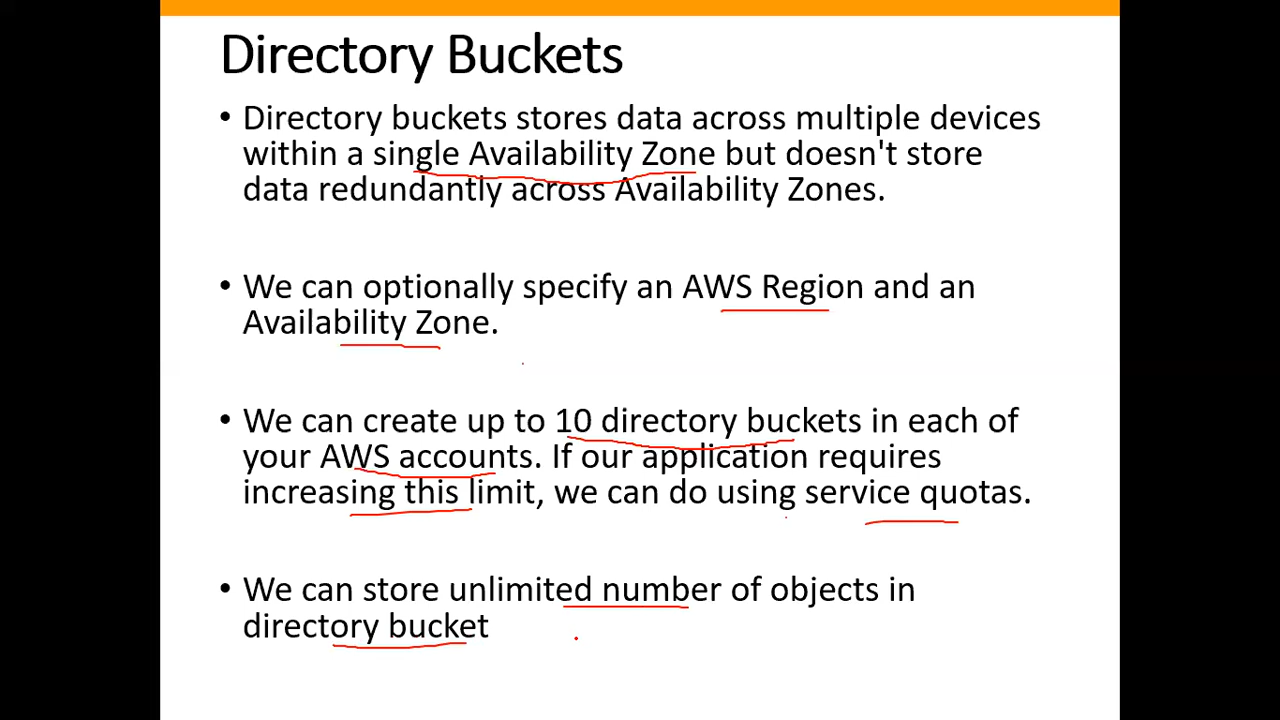 Directory Buckets
• Directory buckets stores data across multiple devices
within a single Availability Zone but doesn't store
data redundantly across Availability Zones.
• We can optionally specify an AWS Region and an
Availability Zone.
• We can create up to 10 directory buckets in each of
your AWS accounts. If our application requires
increasing this limit, we can do using service quotas.
• We can store unlimited number of objects in
directory bucket